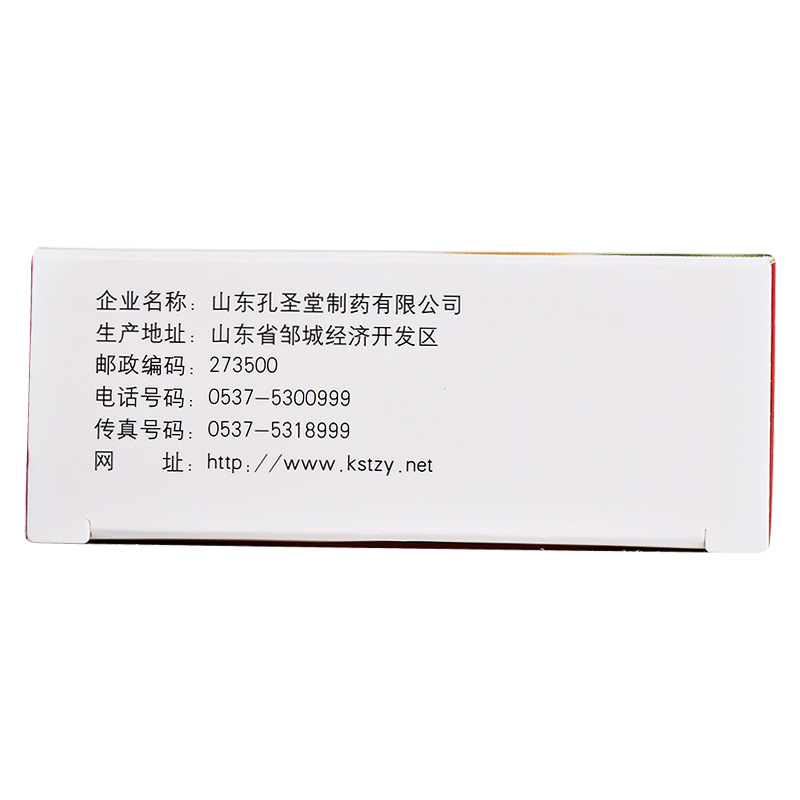 企业名称：山东孔圣堂制药有限公司
生产地址：山东省邹城经济开发区
邮政编码：273500
电话号码：0537-5300999
传真号码：0537-5318999
网　　址：http://www.kstzy.net